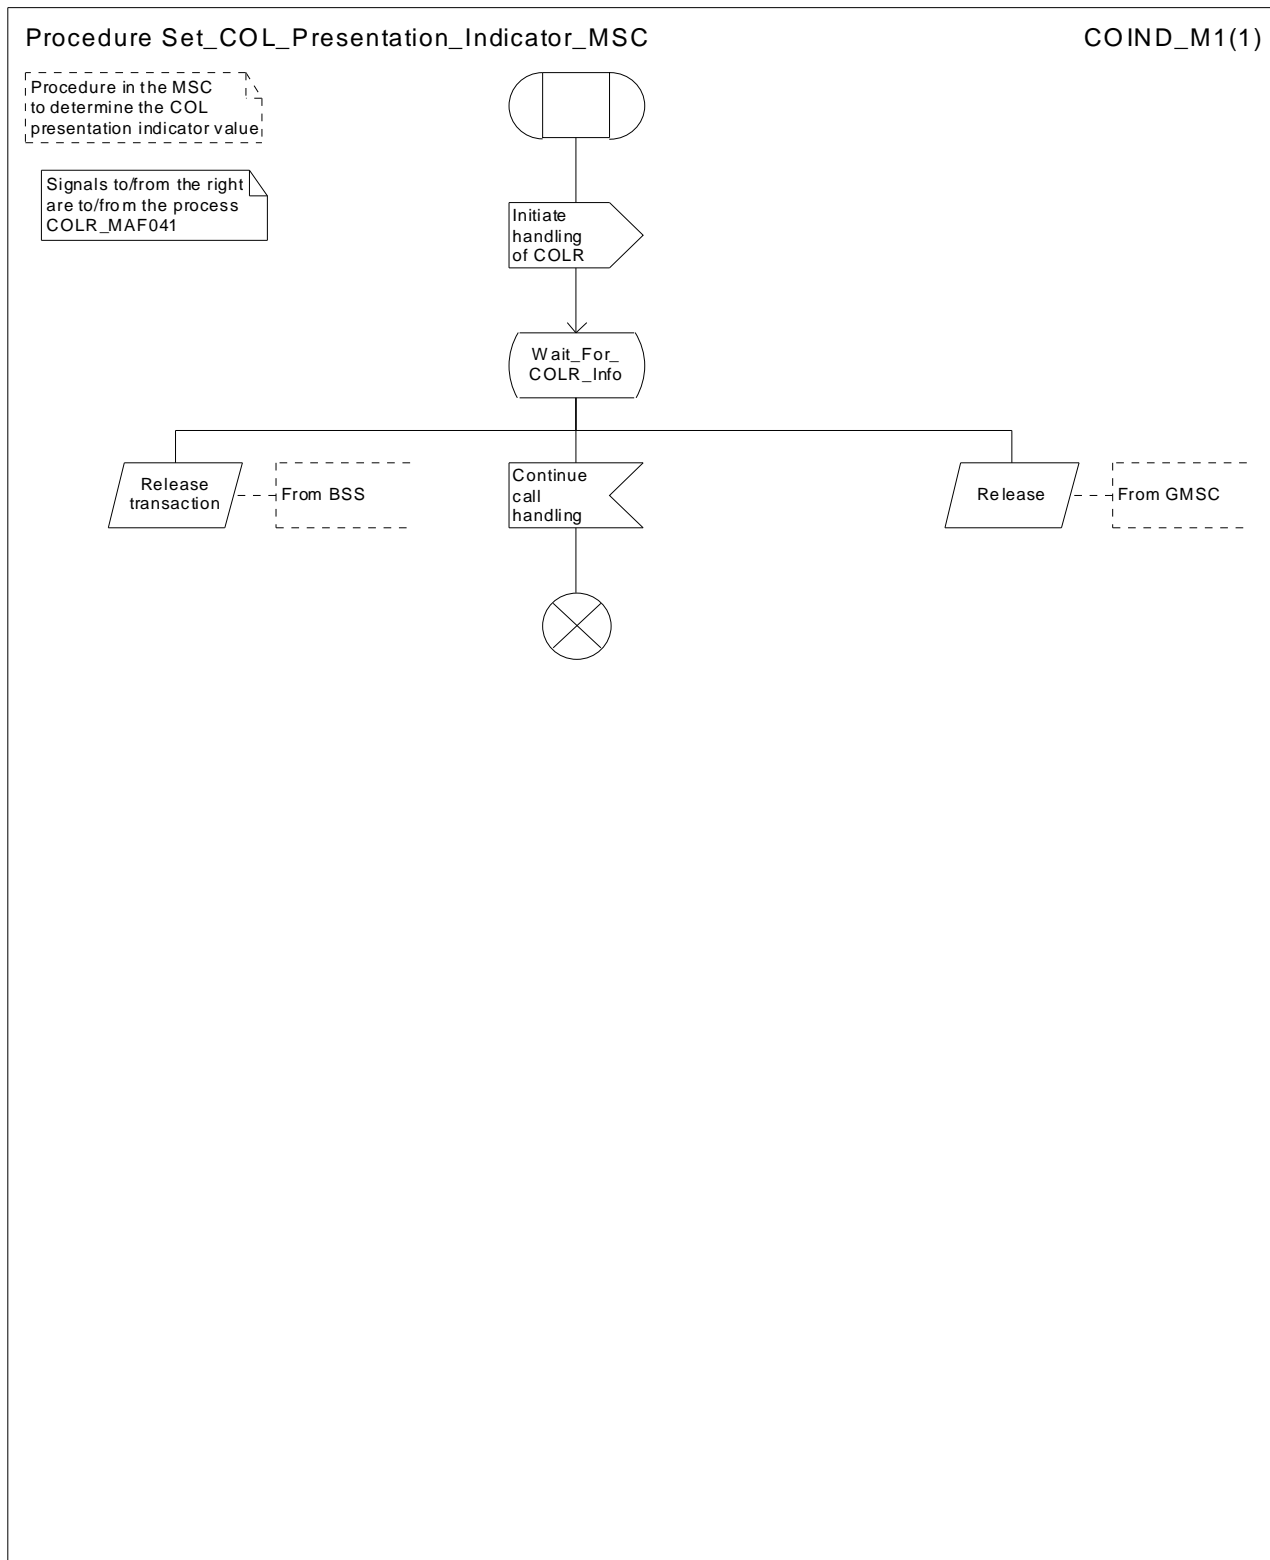 Procedure Set_COL_Presentation_Indicator_MSC
COIND_M1(1)
Procedure in the MSC
to determine the COL
presentation indicator value
Signals to/from the right
are to/from the process
COLR_MAF041
Initiate
handling
of COLR
Wait_For_
COLR_Info
Release
transaction
From BSS
Continue
call
handling
Release
From GMSC